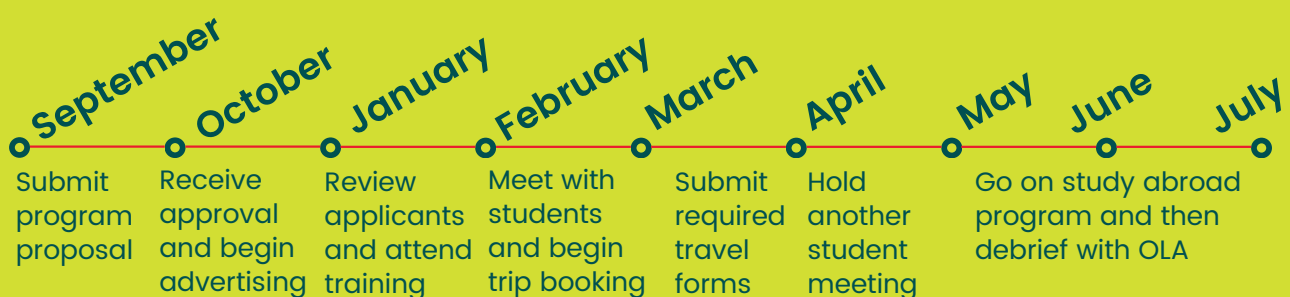 September
October
January
February
March
April
May
June
July
Submit
program
proposal
Receive
approval
and begin
advertising
Review
applicants
and attend
training
Meet with
students
and begin
trip booking
Submit
required
travel
forms
Hold
another
student
meeting
Go on study abroad
program and then
debrief with OLA